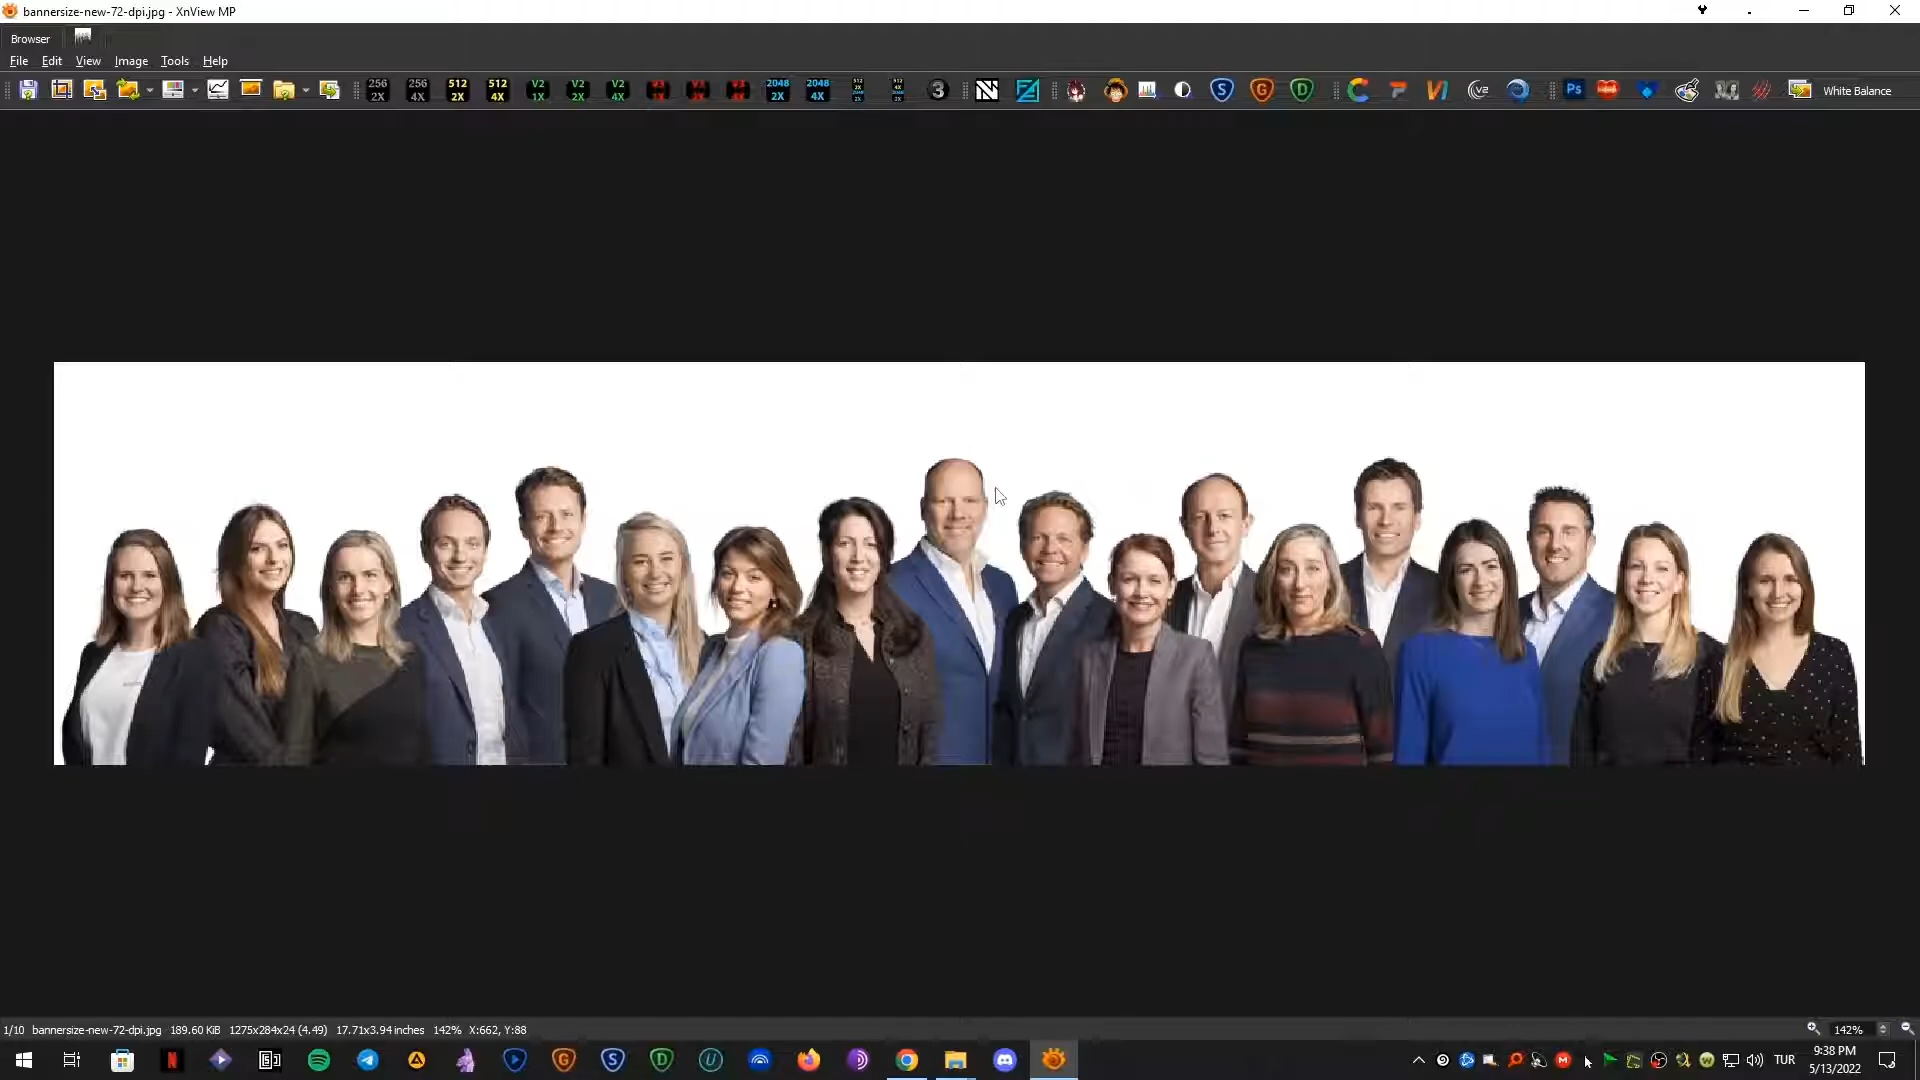 bannersize-new-72-dpi.jpg - XnView MP
Browser
File Edit View Image Tools Help
256 2X 256 4X 512 2X 512 4X V2 1X V2 2X V2 4X 2048 2X 2048 4X 3 S G D V2 Ps White Balance
1/10 bannersize-new-72-dpi.jpg 189.60 KiB 1275x284x24 (4.49) 17.71x3.94 inches 142% X:662, Y:88
142%
9:38 PM
TUR
5/13/2022